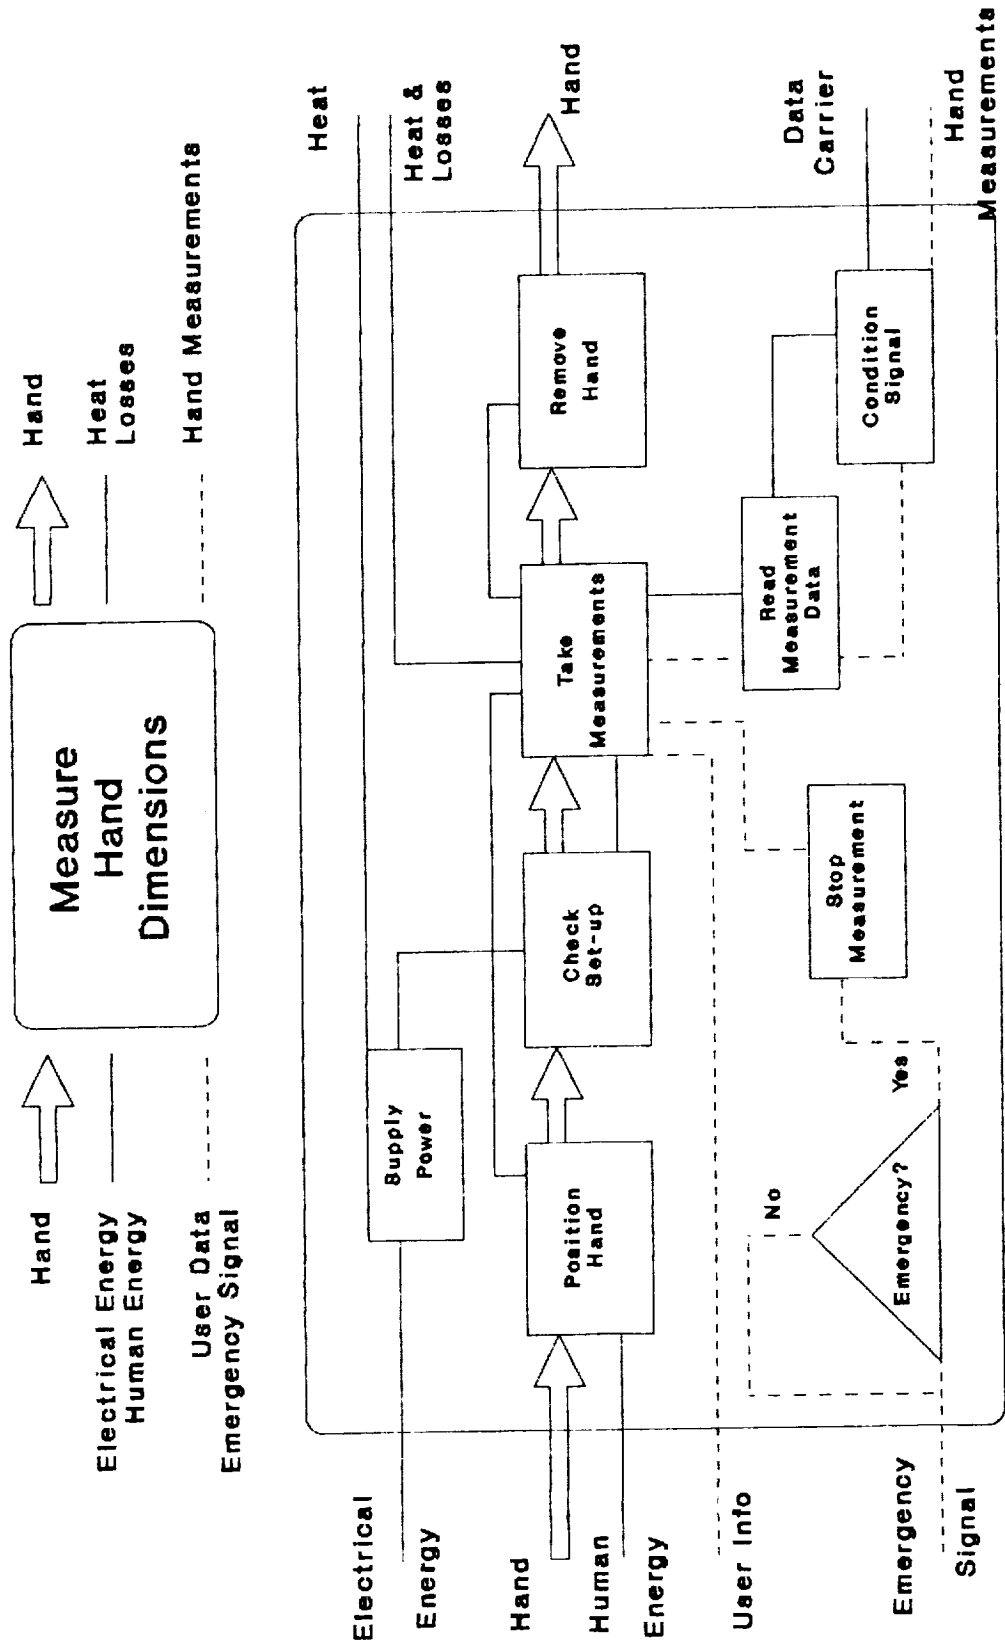 Hand
Electrical Energy
Human Energy
User Data
Emergency Signal
Measure
Hand
Dimensions
Hand
Heat
Losses
Hand Measurements
Electrical
Energy
Hand
Human
Energy
User Info
Emergency
Signal
Supply
Power
Position
Hand
Check
Set-up
Take
Measurements
Remove
Hand
No
Emergency?
Yes
Stop
Measurement
Read
Measurement
Data
Condition
Signal
Heat
Heat &
Losses
Hand
Data
Carrier
Hand
Measurements